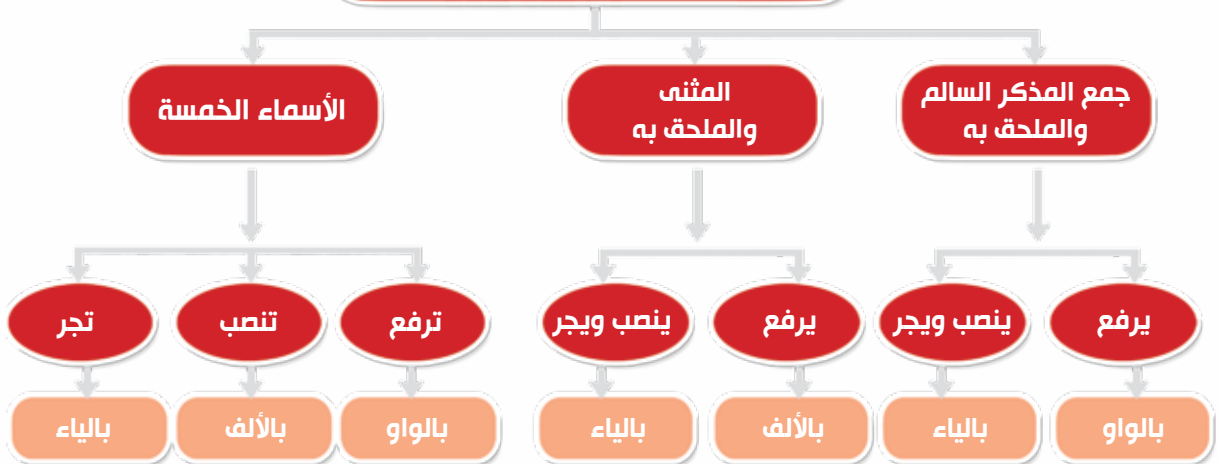 جمع المذكر السالم
والملحق به
المثنى
والملحق به
الأسماء الخمسة
يرفع
ينصب ويجر
يرفع
ينصب ويجر
ترفع
تنصب
تجر
بالواو
بالياء
بالألف
بالياء
بالواو
بالألف
بالياء